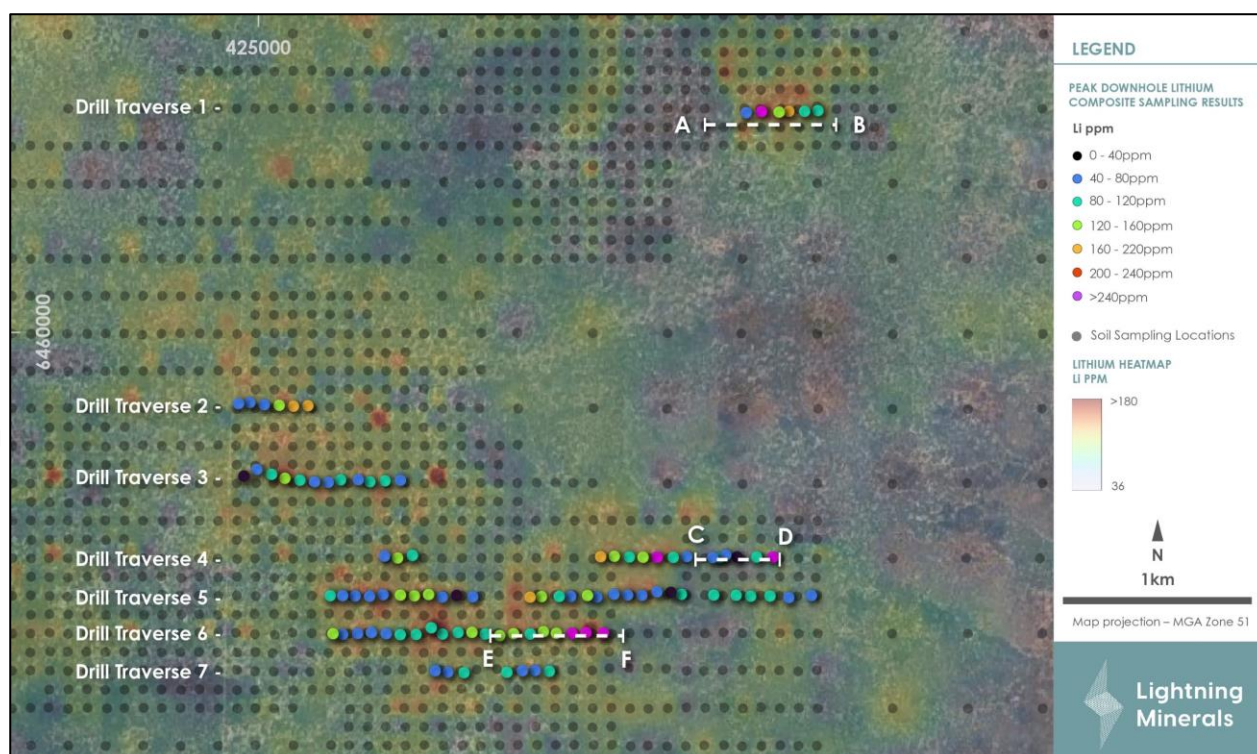 425000
6460000
Drill Traverse 1 -
A
B
Drill Traverse 2 -
Drill Traverse 3 -
Drill Traverse 4 -
C
D
Drill Traverse 5 -
Drill Traverse 6 -
E
F
Drill Traverse 7 -
LEGEND
PEAK DOWNHOLE LITHIUM
COMPOSITE SAMPLING RESULTS
Li ppm
0 - 40ppm
40 - 80ppm
80 - 120ppm
120 - 160ppm
160 - 220ppm
200 - 240ppm
>240ppm
Soil Sampling Locations
LITHIUM HEATMAP
Li PPM
>180
36
N
1km
Map projection – MGA Zone 51
Lightning
Minerals